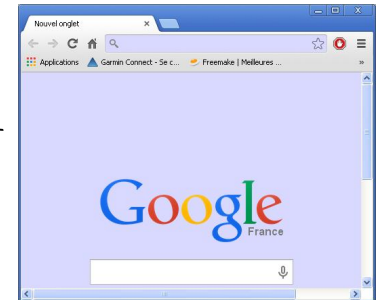 Nouvel onglet
Applications Garmin Connect - Se c... Freemake | Meilleures ... »
Google
France